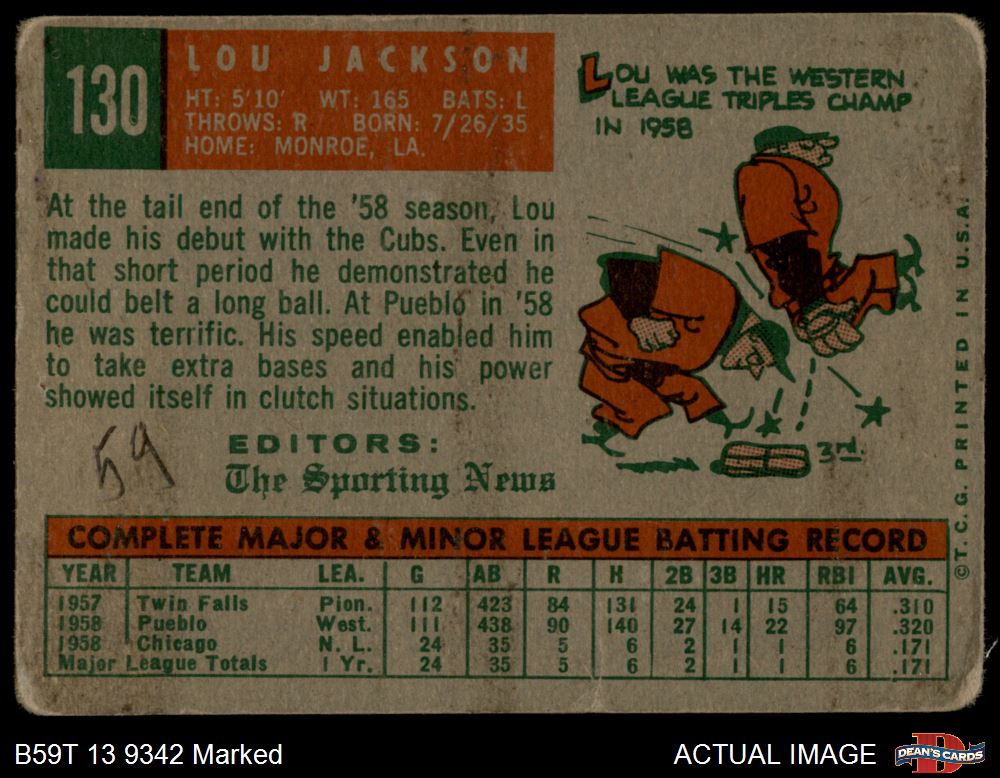 130
LOU JACKSON
HT: 5'10' WT: 165 BATS: L
THROWS: R BORN: 7/26/35
HOME: MONROE, LA.
LOU WAS THE WESTERN
LEAGUE TRIPLES CHAMP
IN 1958
At the tail end of the '58 season, Lou
made his debut with the Cubs. Even in
that short period he demonstrated he
could belt a long ball. At Pueblo in '58
he was terrific. His speed enabled him
to take extra bases and his power
showed itself in clutch situations.
3rd.
59
EDITORS:
The Sporting News
©T.C.G. PRINTED IN U.S.A.
COMPLETE MAJOR & MINOR LEAGUE BATTING RECORD
YEAR TEAM LEA. G AB R H 2B 3B HR RBI AVG.
1957 Twin Falls Pion. 112 423 84 131 24 1 15 64 .310
1958 Pueblo West. 111 438 90 140 27 14 22 97 .320
1958 Chicago N. L. 24 35 5 6 2 1 1 6 .171
Major League Totals 1 Yr. 24 35 5 6 2 1 1 6 .171
B59T 13 9342 Marked
ACTUAL IMAGE
DEAN'S CARDS